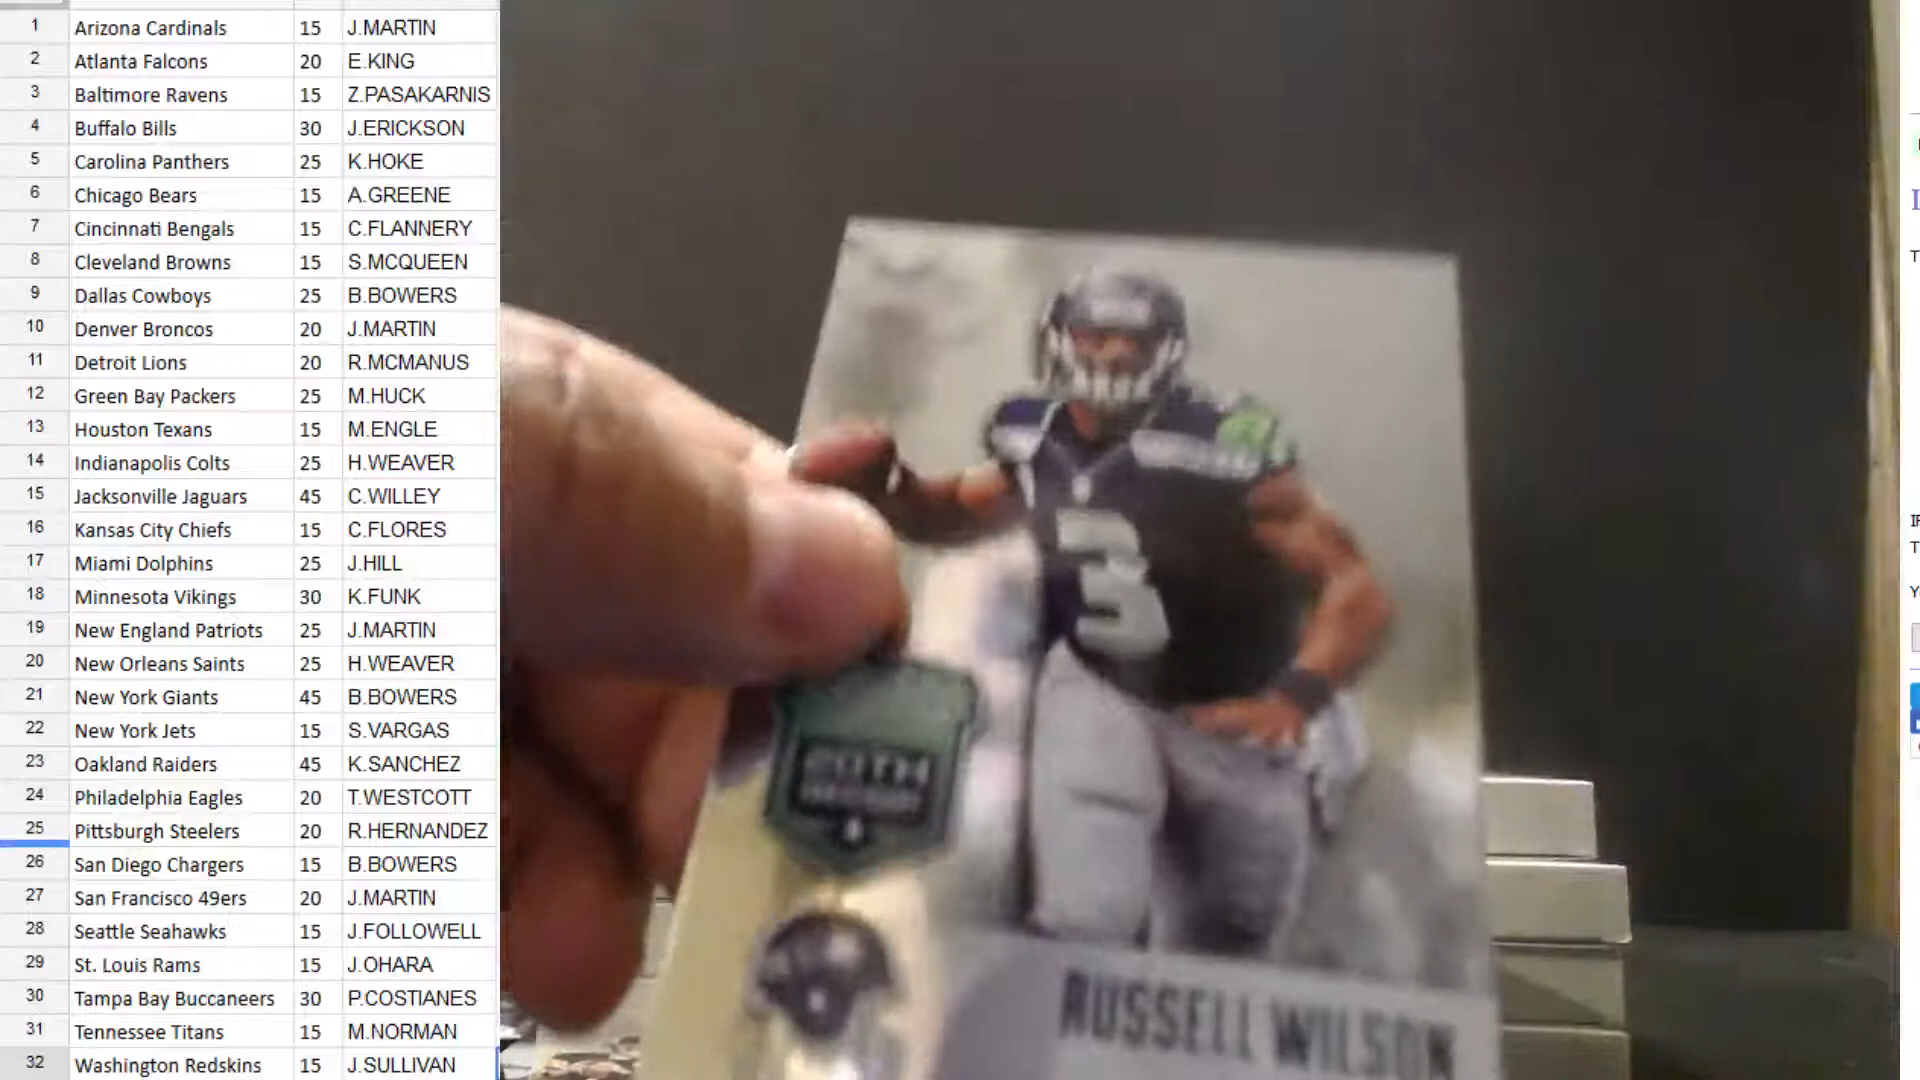 1 Arizona Cardinals 15 J.MARTIN
2 Atlanta Falcons 20 E.KING
3 Baltimore Ravens 15 Z.PASAKARNIS
4 Buffalo Bills 30 J.ERICKSON
5 Carolina Panthers 25 K.HOKE
6 Chicago Bears 15 A.GREENE
7 Cincinnati Bengals 15 C.FLANNERY
8 Cleveland Browns 15 S.MCQUEEN
9 Dallas Cowboys 25 B.BOWERS
10 Denver Broncos 20 J.MARTIN
11 Detroit Lions 20 R.MCMANUS
12 Green Bay Packers 25 M.HUCK
13 Houston Texans 15 M.ENGLE
14 Indianapolis Colts 25 H.WEAVER
15 Jacksonville Jaguars 45 C.WILLEY
16 Kansas City Chiefs 15 C.FLORES
17 Miami Dolphins 25 J.HILL
18 Minnesota Vikings 30 K.FUNK
19 New England Patriots 25 J.MARTIN
20 New Orleans Saints 25 H.WEAVER
21 New York Giants 45 B.BOWERS
22 New York Jets 15 S.VARGAS
23 Oakland Raiders 45 K.SANCHEZ
24 Philadelphia Eagles 20 T.WESTCOTT
25 Pittsburgh Steelers 20 R.HERNANDEZ
26 San Diego Chargers 15 B.BOWERS
27 San Francisco 49ers 20 J.MARTIN
28 Seattle Seahawks 15 J.FOLLOWELL
29 St. Louis Rams 15 J.OHARA
30 Tampa Bay Buccaneers 30 P.COSTIANES
31 Tennessee Titans 15 M.NORMAN
32 Washington Redskins 15 J.SULLIVAN
3
RUSSELL WILSON